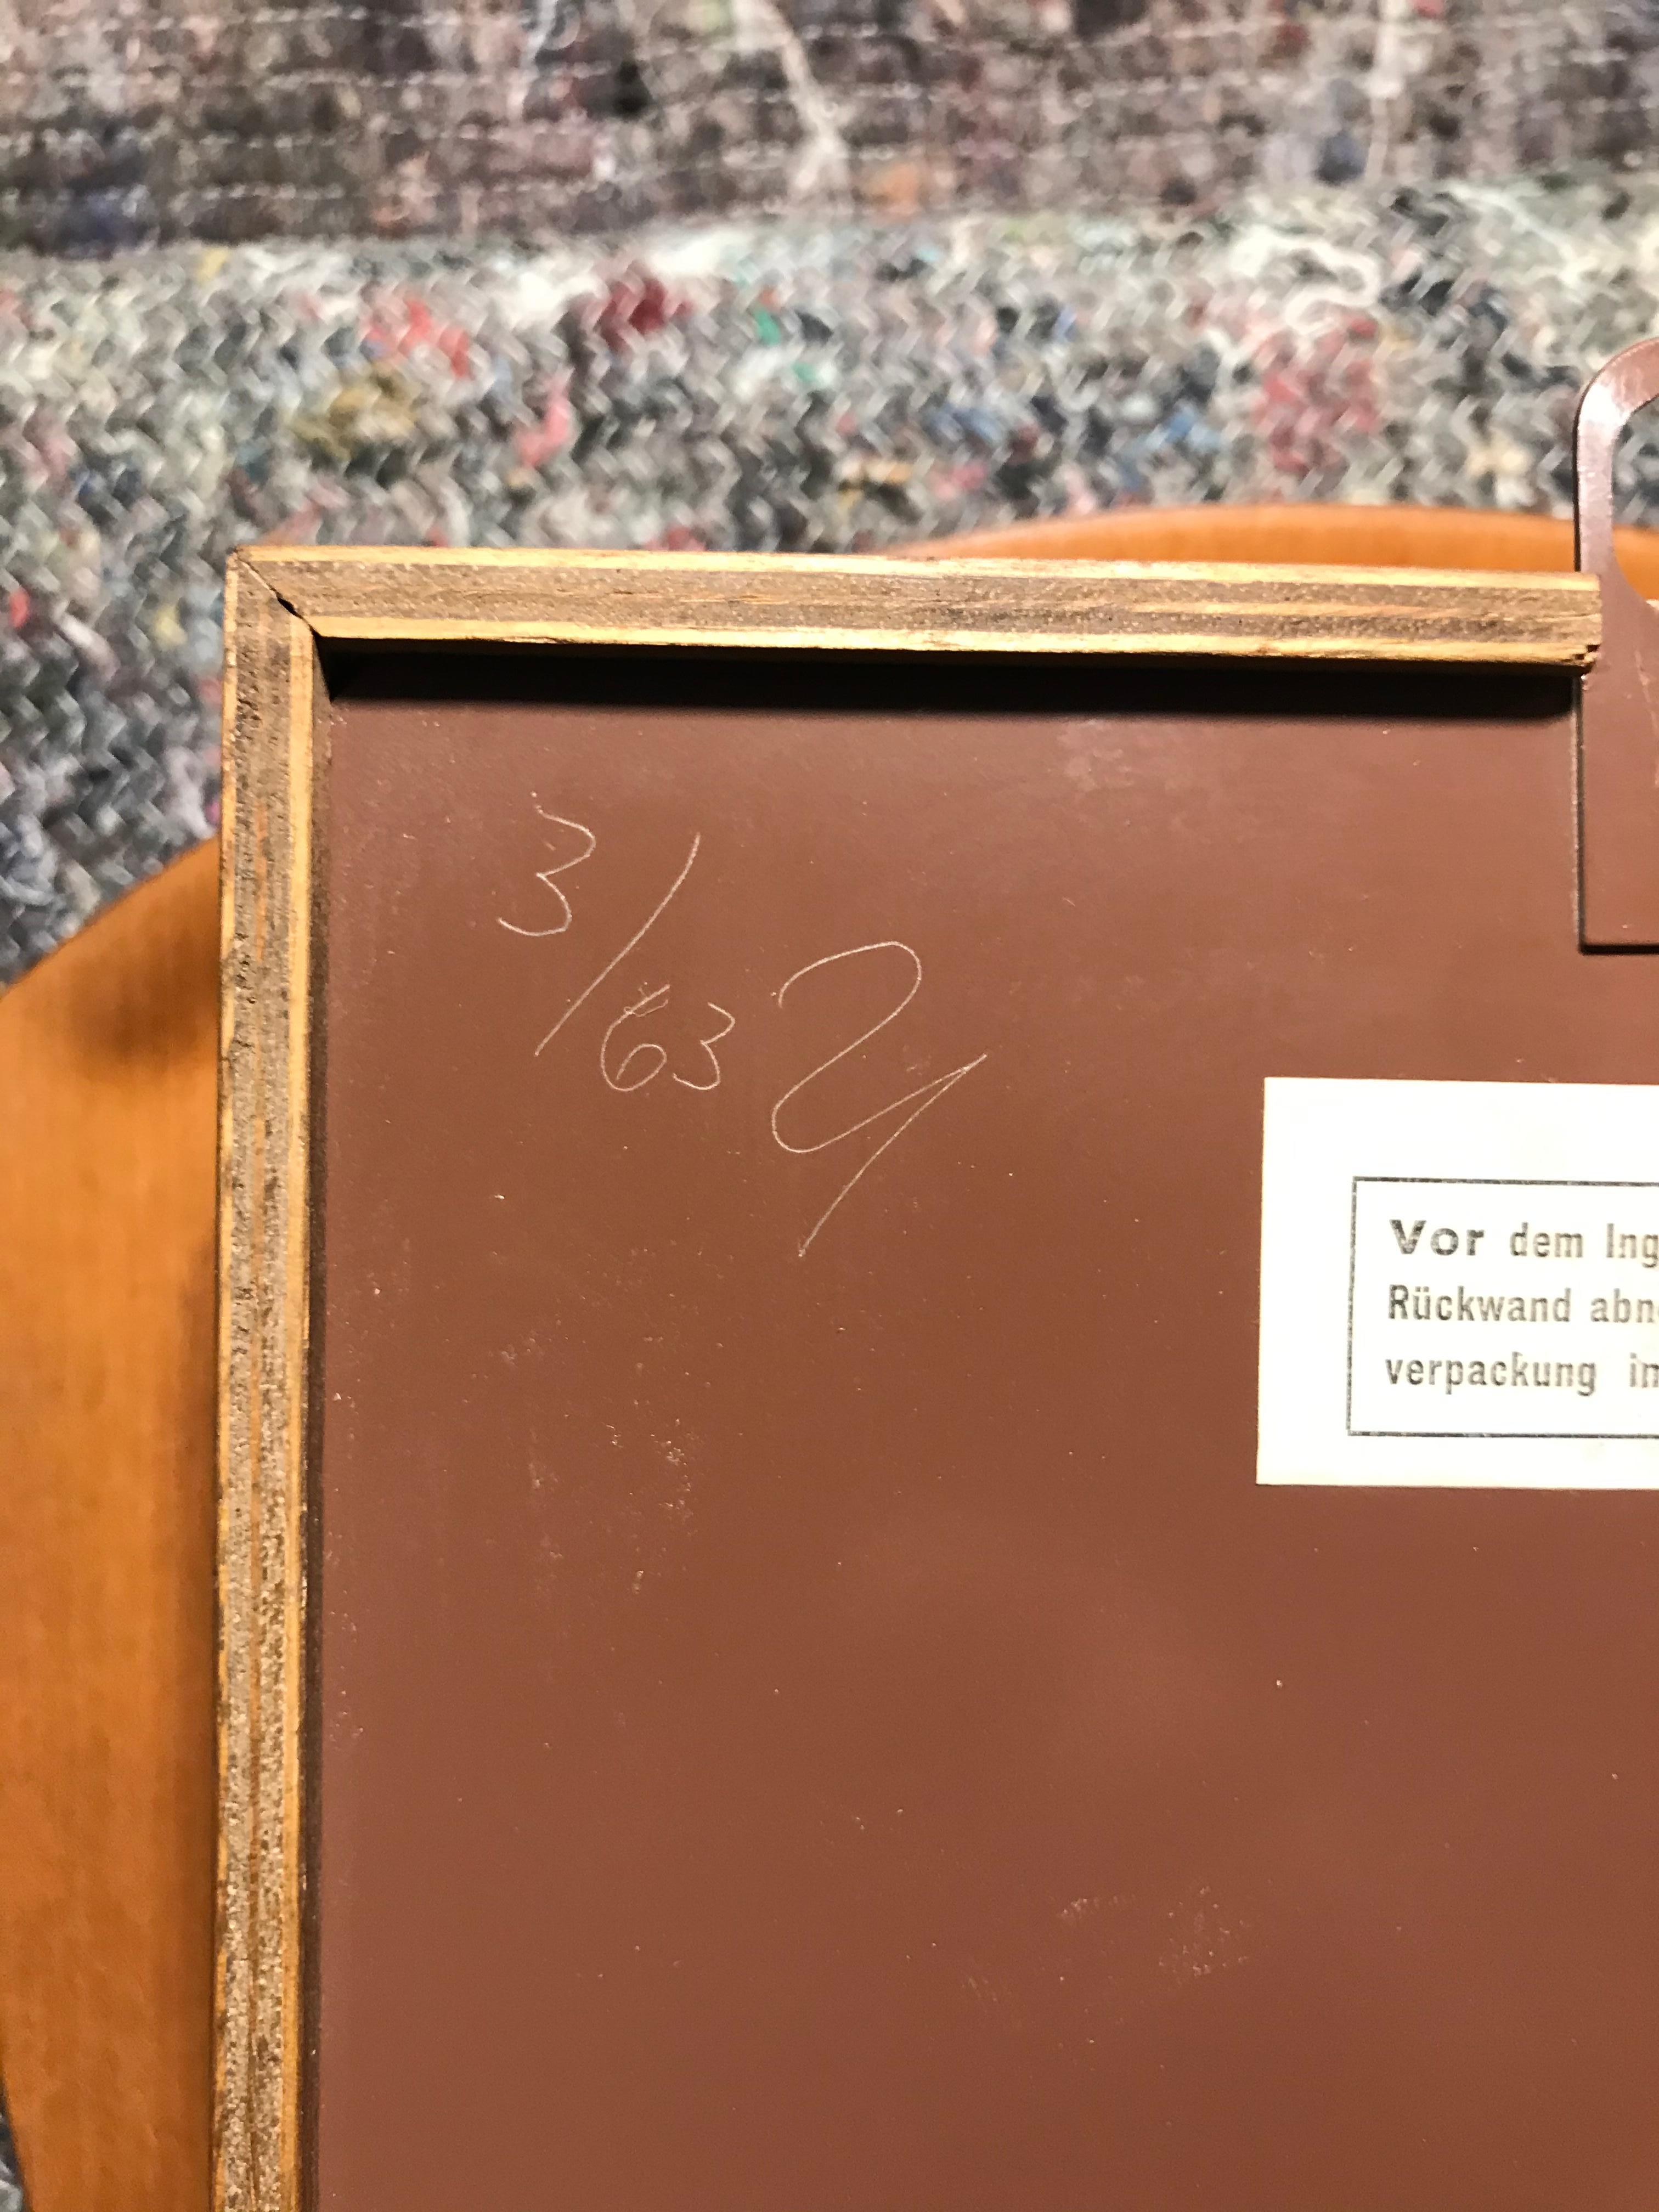 3/63
Vor dem Ing
Rückwand abn
verpackung im